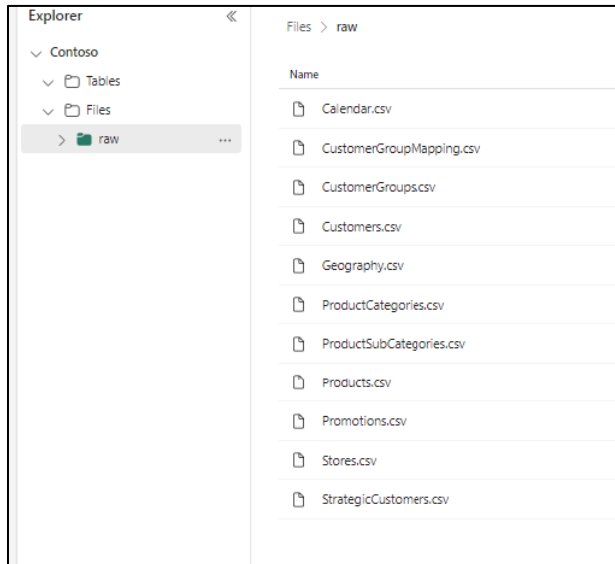 Explorer
Contoso
Tables
Files
raw
Files > raw
Name
Calendar.csv
CustomerGroupMapping.csv
CustomerGroups.csv
Customers.csv
Geography.csv
ProductCategories.csv
ProductSubCategories.csv
Products.csv
Promotions.csv
Stores.csv
StrategicCustomers.csv